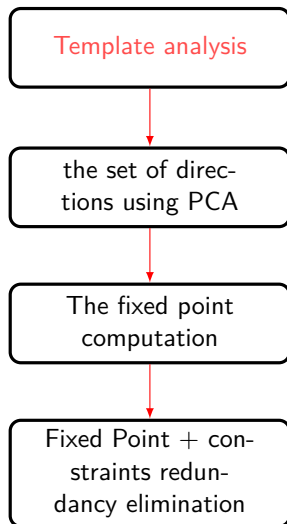 Template analysis
the set of direc-
tions using PCA
The fixed point
computation
Fixed Point + con-
straints redun-
dancy elimination